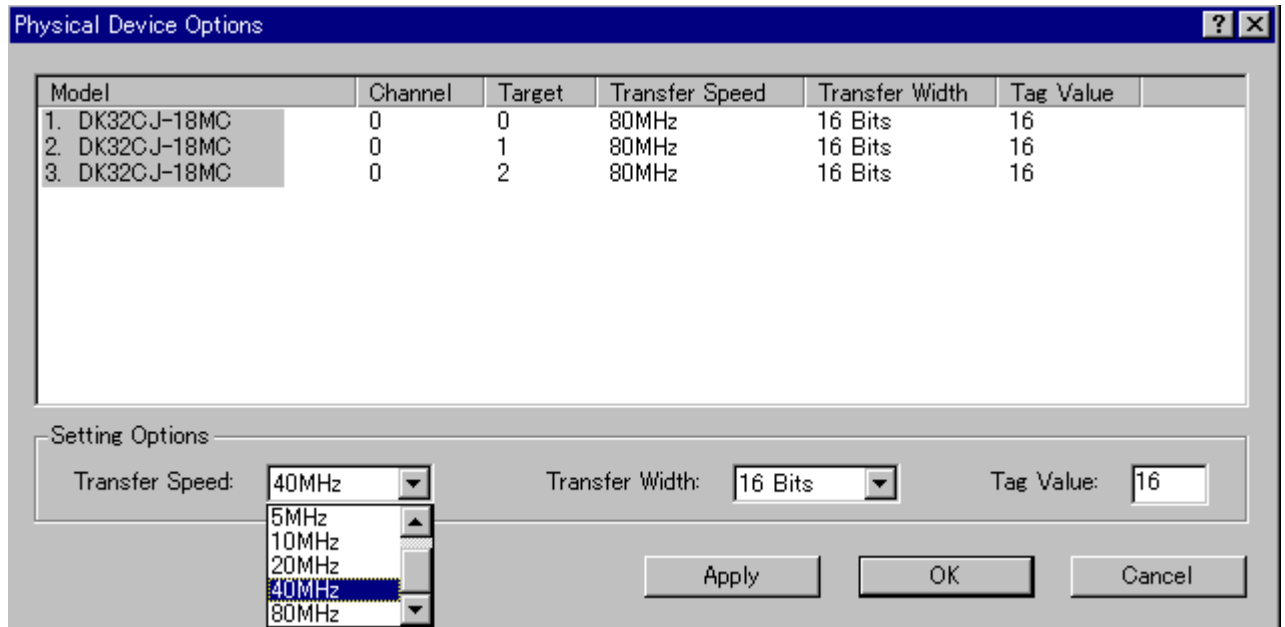 Physical Device Options
Model Channel Target Transfer Speed Transfer Width Tag Value
1. DK32CJ-18MC 0 0 80MHz 16 Bits 16
2. DK32CJ-18MC 0 1 80MHz 16 Bits 16
3. DK32CJ-18MC 0 2 80MHz 16 Bits 16
Setting Options
Transfer Speed: 40MHz Transfer Width: 16 Bits Tag Value: 16
5MHz
10MHz
20MHz
40MHz
80MHz
Apply OK Cancel